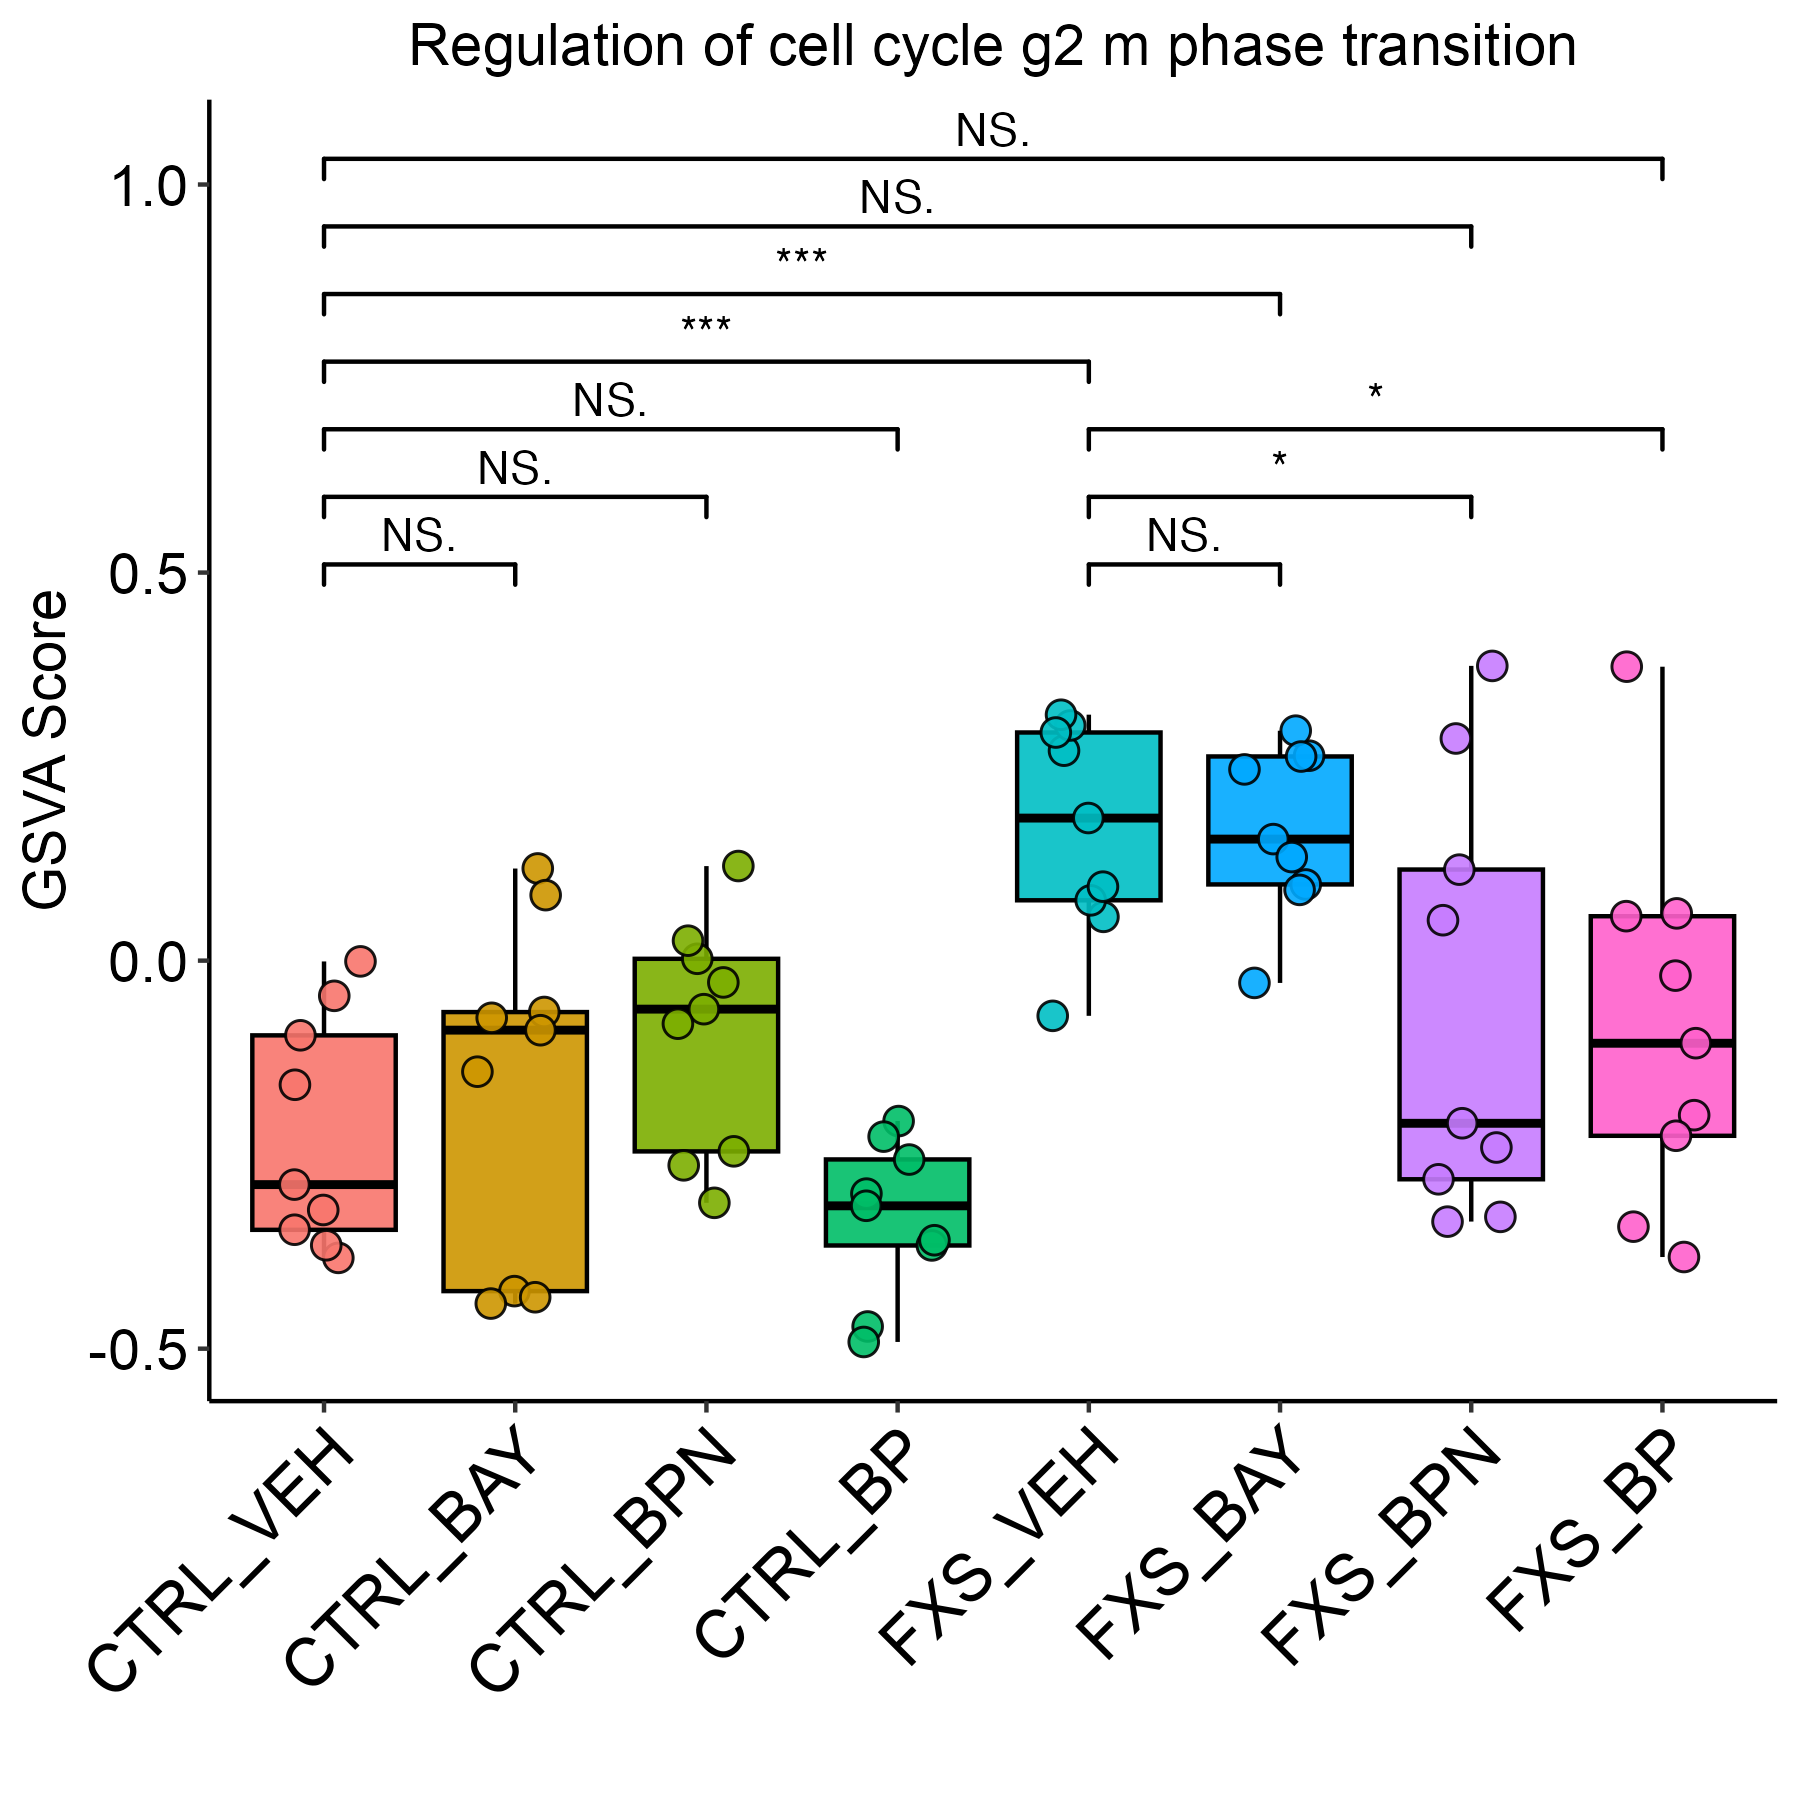 Regulation of cell cycle g2 m phase transition
NS.
NS.
***
***
NS.
*
NS.
*
NS.
NS.
1.0
0.5
0.0
-0.5
GSVA Score
CTRL_VEH
CTRL_BAY
CTRL_BPN
CTRL_BP
FXS_VEH
FXS_BAY
FXS_BPN
FXS_BP